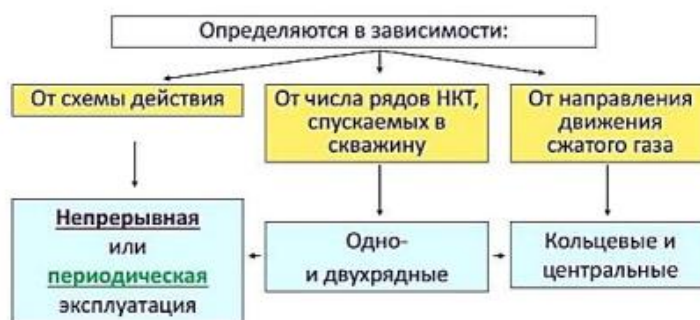 Определяются в зависимости:
От схемы действия
От числа рядов НКТ,
спускаемых в
скважину
От направления
движения
сжатого газа
Непрерывная
или
периодическая
эксплуатация
Одно-
и двухрядные
Кольцевые и
центральные